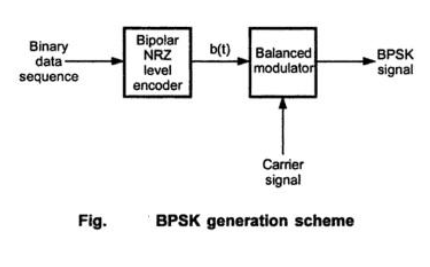 Binary
data
sequence
Bipolar
NRZ
level
encoder
b(t)
Balanced
modulator
BPSK
signal
Carrier
signal
Fig. BPSK generation scheme